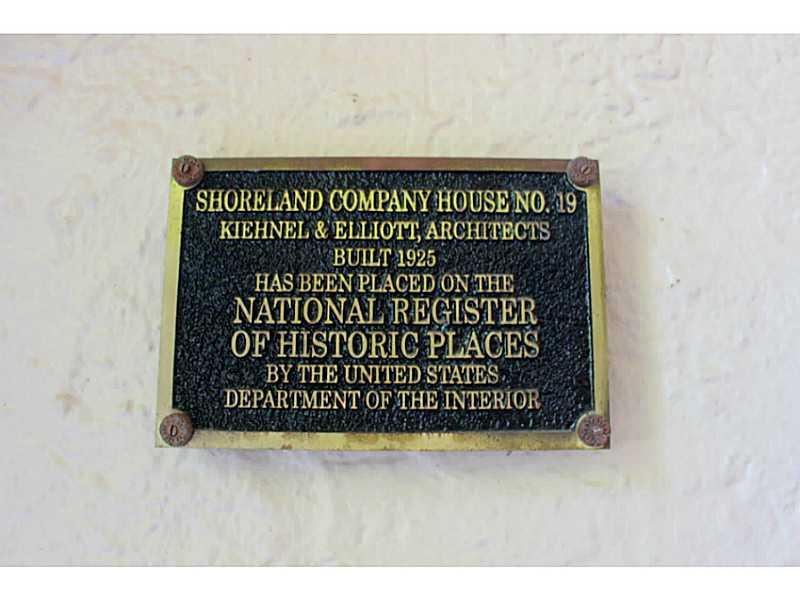 SHORELAND COMPANY HOUSE NO. 19
KIEHNEL & ELLIOTT, ARCHITECTS
BUILT 1925
HAS BEEN PLACED ON THE
NATIONAL REGISTER
OF HISTORIC PLACES
BY THE UNITED STATES
DEPARTMENT OF THE INTERIOR